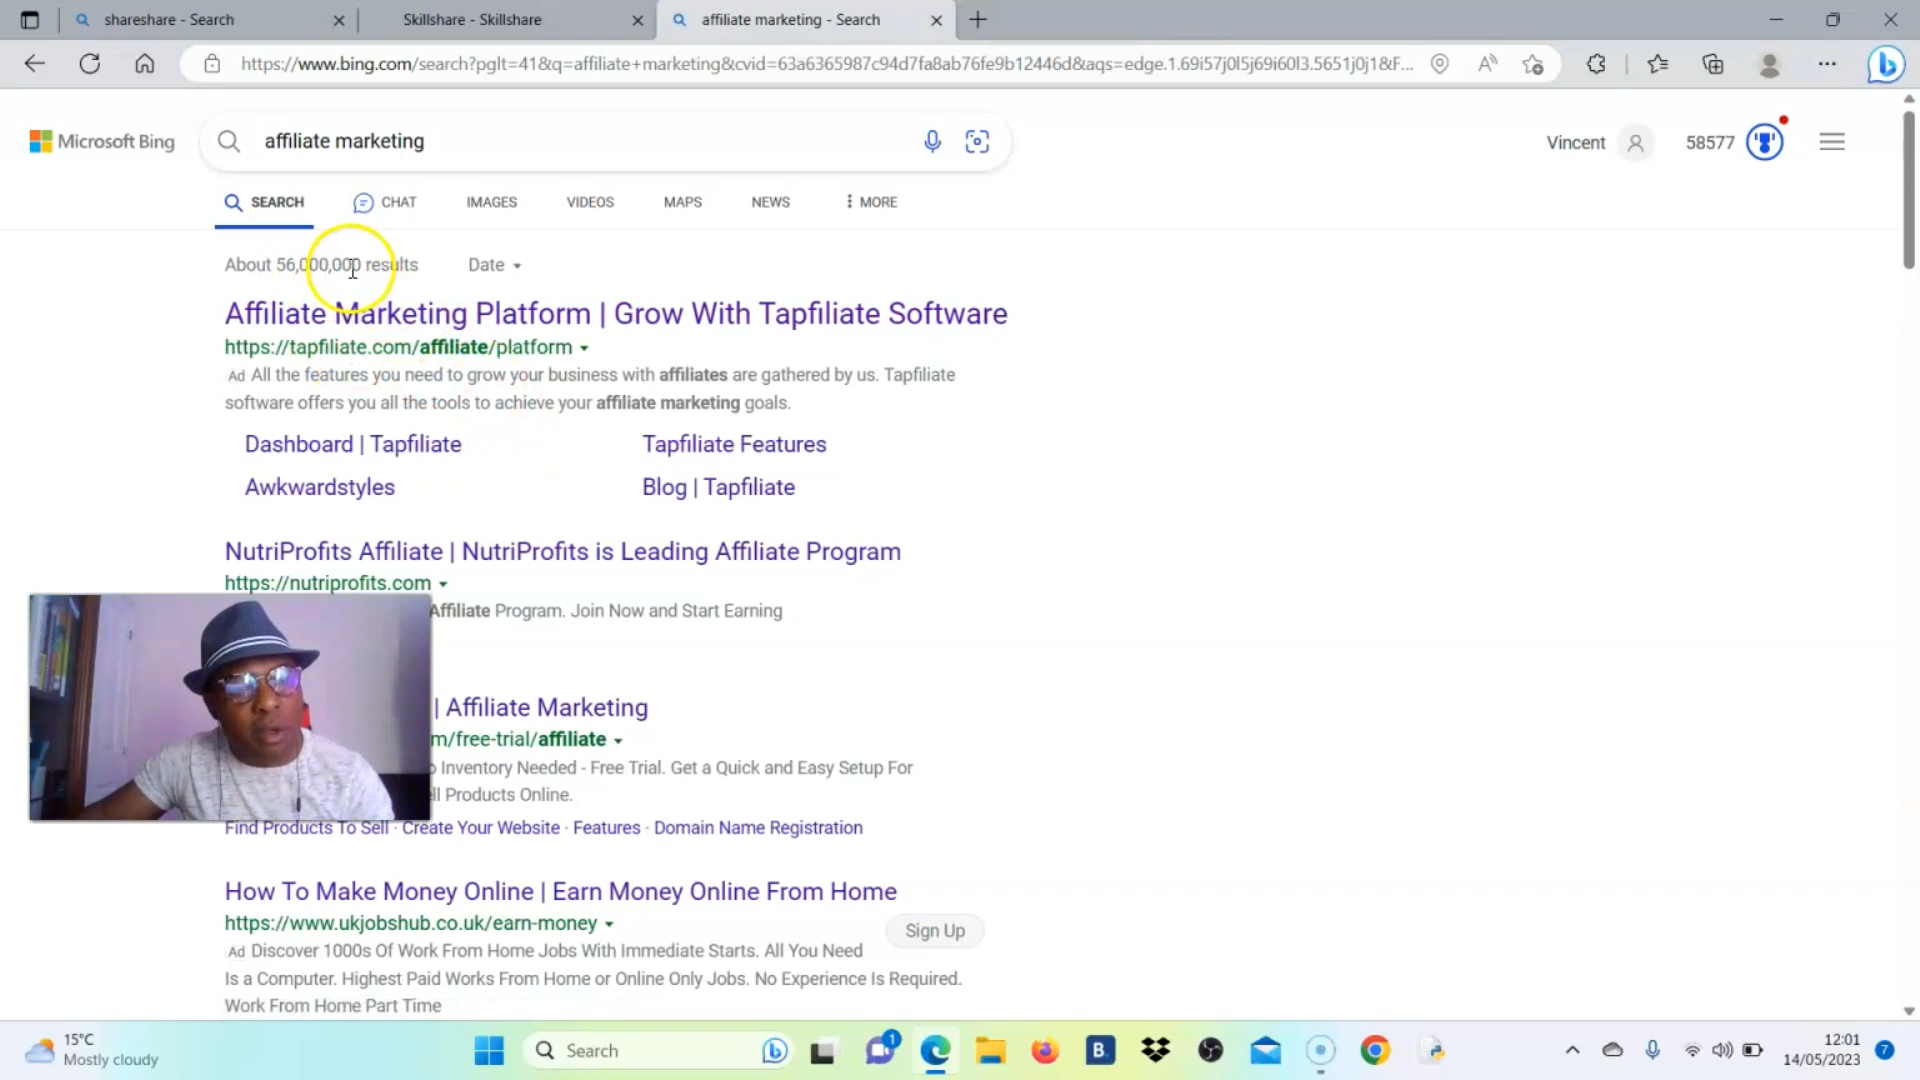 shareshare - Search
Skillshare - Skillshare
affiliate marketing - Search
https://www.bing.com/search?pglt=41&q=affiliate+marketing&cvid=63a6365987c94d7fa8ab76fe9b12446d&aqs=edge.1.69i57j0l5j69i60l3.5651j0j1&F...
Microsoft Bing
affiliate marketing
Vincent
58577
SEARCH
CHAT
IMAGES
VIDEOS
MAPS
NEWS
MORE
About 56,000,000 results
Date
Affiliate Marketing Platform | Grow With Tapfiliate Software
https://tapfiliate.com/affiliate/platform
Ad All the features you need to grow your business with affiliates are gathered by us. Tapfiliate
software offers you all the tools to achieve your affiliate marketing goals.
Dashboard | Tapfiliate
Tapfiliate Features
Awkwardstyles
Blog | Tapfiliate
NutriProfits Affiliate | NutriProfits is Leading Affiliate Program
https://nutriprofits.com
Affiliate Program. Join Now and Start Earning
| Affiliate Marketing
m/free-trial/affiliate
Inventory Needed - Free Trial. Get a Quick and Easy Setup For
ll Products Online.
Find Products To Sell · Create Your Website · Features · Domain Name Registration
How To Make Money Online | Earn Money Online From Home
https://www.ukjobshub.co.uk/earn-money
Sign Up
Ad Discover 1000s Of Work From Home Jobs With Immediate Starts. All You Need
Is a Computer. Highest Paid Works From Home or Online Only Jobs. No Experience Is Required.
Work From Home Part Time
15°C
Mostly cloudy
Search
1
B.
12:01
14/05/2023
7